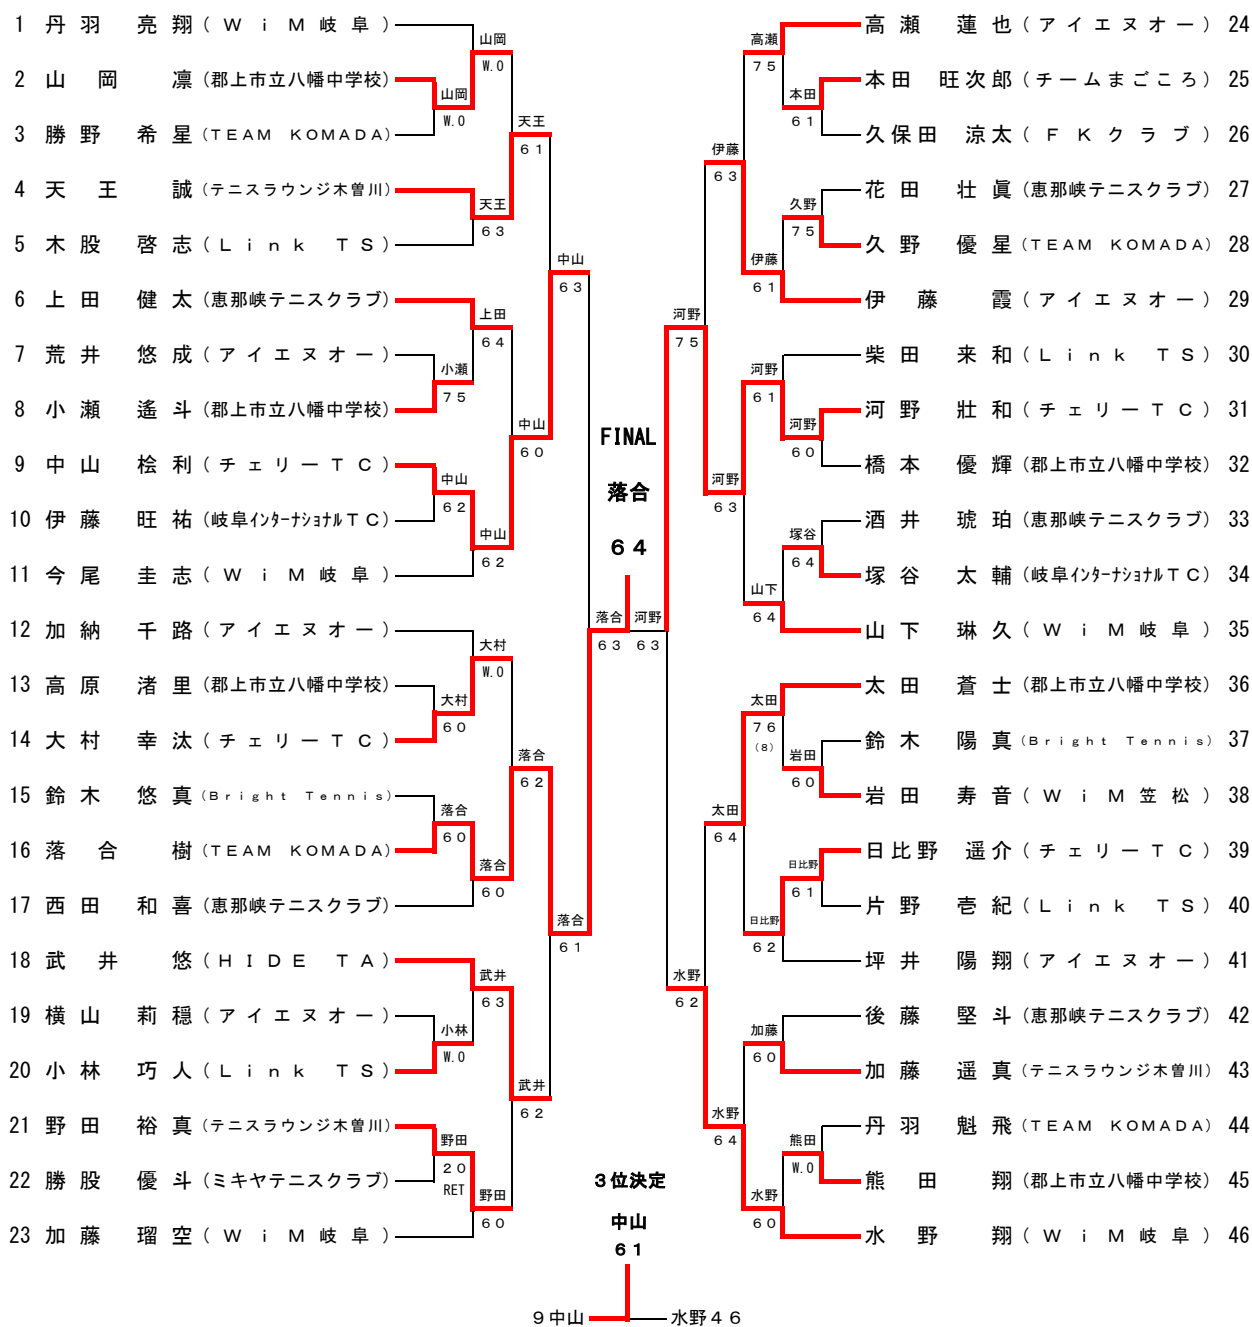 1 丹羽 亮翔 (ＷｉＭ岐阜)
2 山岡 凛 (郡上市立八幡中学校)
3 勝野 希星 (TEAM KOMADA)
4 天王 誠 (テニスラウンジ木曽川)
5 木股 啓志 (Link TS)
6 上田 健太 (恵那峡テニスクラブ)
7 荒井 悠成 (アイエヌオー)
8 小瀬 遙斗 (郡上市立八幡中学校)
9 中山 桧利 (チェリーＴＣ)
10 伊藤 旺祐 (岐阜ｲﾝﾀｰﾅｼｮﾅﾙＴＣ)
11 今尾 圭志 (ＷｉＭ岐阜)
12 加納 千路 (アイエヌオー)
13 高原 渚里 (郡上市立八幡中学校)
14 大村 幸汰 (チェリーＴＣ)
15 鈴木 悠真 (Bright Tennis)
16 落合 樹 (TEAM KOMADA)
17 西田 和喜 (恵那峡テニスクラブ)
18 武井 悠 (HIDE TA)
19 横山 莉穏 (アイエヌオー)
20 小林 巧人 (Link TS)
21 野田 裕真 (テニスラウンジ木曽川)
22 勝股 優斗 (ミキヤテニスクラブ)
23 加藤 瑠空 (ＷｉＭ岐阜)
山岡
W.0
天王
63
小瀬
75
中山
62
大村
60
落合
60
小林
W.0
野田
20
RET
山岡
W.0
上田
64
中山
62
大村
W.0
落合
60
武井
63
野田
60
天王
61
中山
60
落合
62
武井
62
中山
63
落合
61
落合
63
FINAL
落合
64
河野
63
河野
75
水野
62
伊藤
63
河野
63
太田
64
水野
64
高瀬
75
伊藤
61
河野
61
山下
64
太田
76
(8)
日比野
62
加藤
60
水野
60
本田
61
久野
75
河野
60
塚谷
64
岩田
60
日比野
61
熊田
W.0
高瀬 蓮也 (アイエヌオー) 24
本田 旺次郎 (チームまごころ) 25
久保田 涼太 (ＦＫクラブ) 26
花田 壮眞 (恵那峡テニスクラブ) 27
久野 優星 (TEAM KOMADA) 28
伊藤 霞 (アイエヌオー) 29
柴田 来和 (Link TS) 30
河野 壯和 (チェリーＴＣ) 31
橋本 優輝 (郡上市立八幡中学校) 32
酒井 琥珀 (恵那峡テニスクラブ) 33
塚谷 太輔 (岐阜ｲﾝﾀｰﾅｼｮﾅﾙＴＣ) 34
山下 琳久 (ＷｉＭ岐阜) 35
太田 蒼士 (郡上市立八幡中学校) 36
鈴木 陽真 (Bright Tennis) 37
岩田 寿音 (ＷｉＭ笠松) 38
日比野 遥介 (チェリーＴＣ) 39
片野 壱紀 (Link TS) 40
坪井 陽翔 (アイエヌオー) 41
後藤 堅斗 (恵那峡テニスクラブ) 42
加藤 遥真 (テニスラウンジ木曽川) 43
丹羽 魁飛 (TEAM KOMADA) 44
熊田 翔 (郡上市立八幡中学校) 45
水野 翔 (ＷｉＭ岐阜) 46
３位決定
中山
61
9中山
水野46